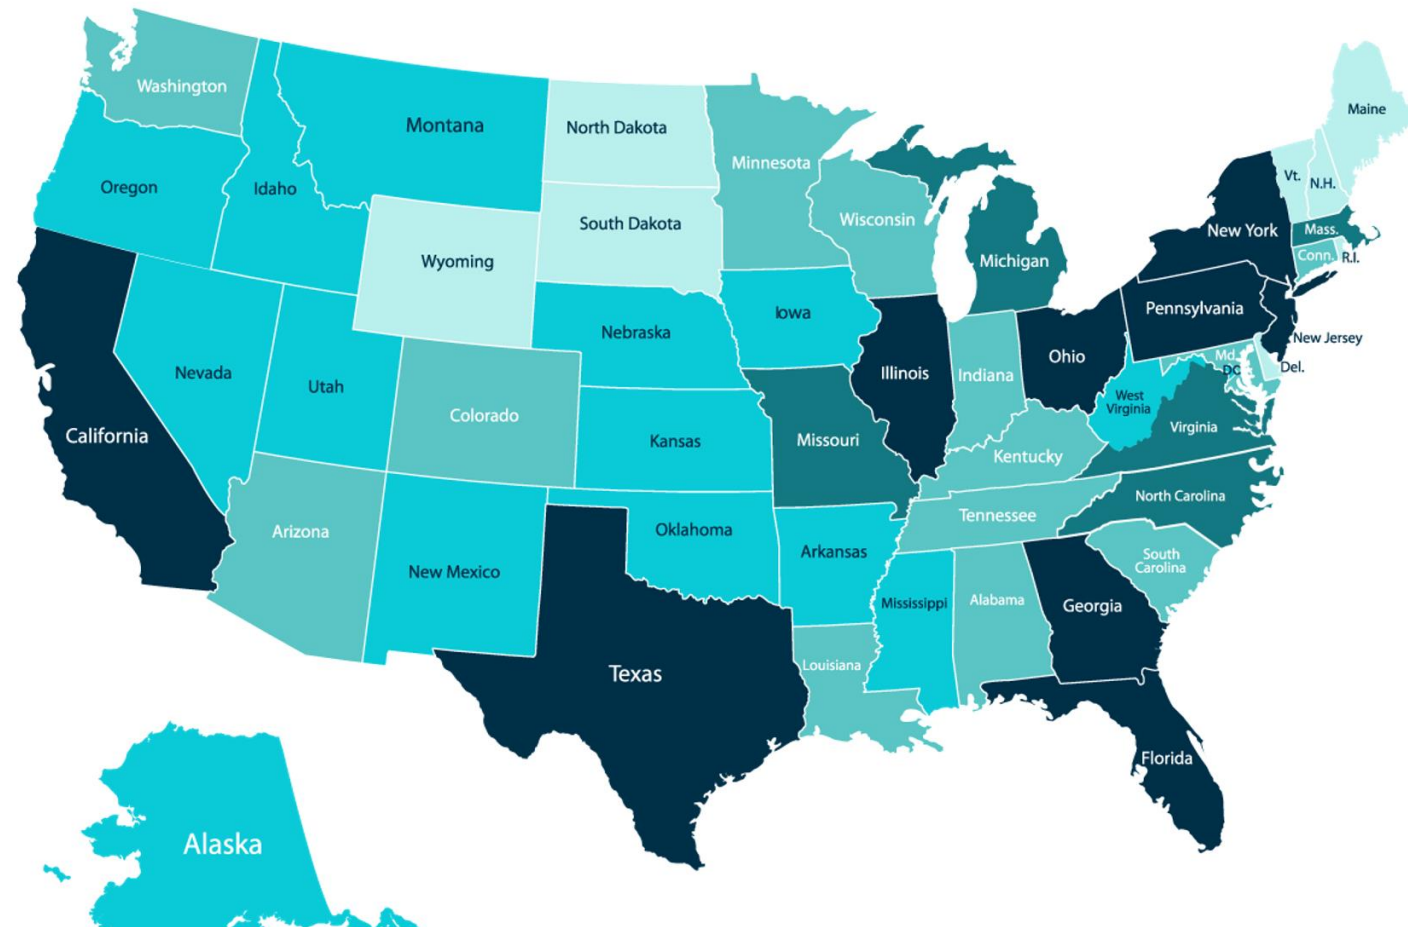 Washington
Montana
North Dakota
Minnesota
Maine
Oregon
Idaho
South Dakota
Wisconsin
Michigan
Vt.
N.H.
New York
Mass.
Conn.
R.I.
Wyoming
Nebraska
Iowa
Pennsylvania
New Jersey
Nevada
Utah
Colorado
Kansas
Illinois
Indiana
Ohio
Md.
DC
Del.
California
Missouri
West
Virginia
Virginia
Kentucky
Arizona
New Mexico
Oklahoma
Arkansas
Tennessee
North Carolina
South
Carolina
Mississippi
Alabama
Georgia
Texas
Louisiana
Florida
Alaska